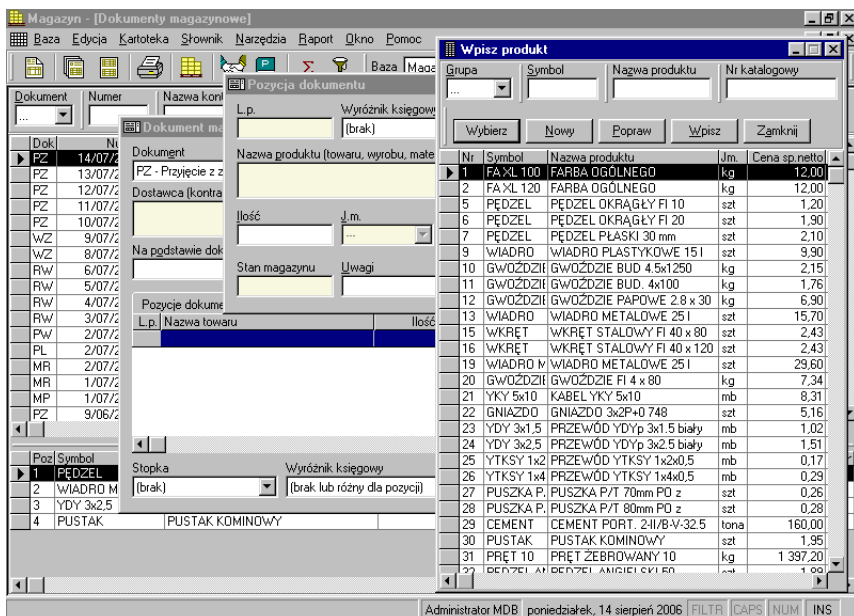 Magazyn - [Dokumenty magazynowe]
Baza Edycja Kartoteka Słownik Narzędzia Raport Okno Pomoc
Baza
Dokument Numer
...
Dok
PZ 14/07/2
PZ 13/07/2
PZ 12/07/2
PZ 11/07/2
PZ 10/07/2
WZ 9/07/2
WZ 8/07/2
RW 6/07/2
RW 5/07/2
RW 4/07/2
RW 3/07/2
PW 2/07/2
PL 2/07/2
MR 2/07/2
MR 1/07/2
MP 1/07/2
PZ 9/06/2
Poz Symbol
1 PĘDZEL
2 WIADRO M
3 YDY 3x2,5
4 PUSTAK PUSTAK KOMINOWY
Dokument
PZ - Przyjęcie z z
Dostawca
Na podstawie
Pozycje
L.p. Nazwa towaru Ilość
Stopka Wyróżnik księgowy
(brak) (brak lub różny dla pozycji)
Pozycja dokumentu
L.p. Wyróżnik
(brak)
Nazwa produktu (towaru, wyrobu,
Ilość J.m.
...
Stan magazynu Uwagi
Wpisz produkt
Grupa Symbol Nazwa produktu Nr katalogowy
...
Wybierz Nowy Popraw Wpisz Zamknij
Nr Symbol Nazwa produktu Jm. Cena sp.netto
1 FA XL 100 FARBA OGÓLNEGO kg 12,00
2 FA XL 120 FARBA OGÓLNEGO kg 12,00
5 PĘDZEL PĘDZEL OKRĄGŁY FI 10 szt 1,20
6 PĘDZEL PĘDZEL OKRĄGŁY FI 20 szt 1,90
7 PĘDZEL PĘDZEL PŁASKI 30 mm szt 2,10
9 WIADRO WIADRO PLASTYKOWE 15 l szt 9,90
10 GWOŹDZIE GWOŹDZIE BUD 4.5x1250 kg 2,15
11 GWOŹDZIE GWOŹDZIE BUD. 4x100 kg 1,76
12 GWOŹDZIE GWOŹDZIE PAPOWE 2.8 x 30 kg 6,90
13 WIADRO WIADRO METALOWE 25 l szt 15,70
15 WKRĘT WKRĘT STALOWY FI 40 x 80 szt 2,43
16 WKRĘT WKRĘT STALOWY FI 40 x 120 szt 2,43
19 WIADRO M WIADRO METALOWE 25 l szt 29,60
20 GWOŹDZIE GWOŹDZIE FI 4 x 80 kg 7,34
21 YKY 5x10 KABEL YKY 5x10 mb 8,31
22 GNIAZDO GNIAZDO 3x2P+0 748 szt 5,16
23 YDY 3x1,5 PRZEWÓD YDYp 3x1.5 biały mb 1,02
24 YDY 3x2,5 PRZEWÓD YDYp 3x2.5 biały mb 1,51
25 YTKSY 1x2 PRZEWÓD YTKSY 1x2x0,5 mb 0,17
26 YTKSY 1x4 PRZEWÓD YTKSY 1x4x0,5 mb 0,29
27 PUSZKA P. PUSZKA P/T 70mm PO z szt 0,26
28 PUSZKA P. PUSZKA P/T 80mm PO z szt 0,28
29 CEMENT CEMENT PORT. 2-II/B-V-32.5 tona 160,00
30 PUSTAK PUSTAK KOMINOWY szt 1,95
31 PRĘT 10 PRĘT ŻEBROWANY 10 kg 1 397,20
Administrator MDB poniedziałek, 14 sierpień 2006 FILTR CAPS NUM INS